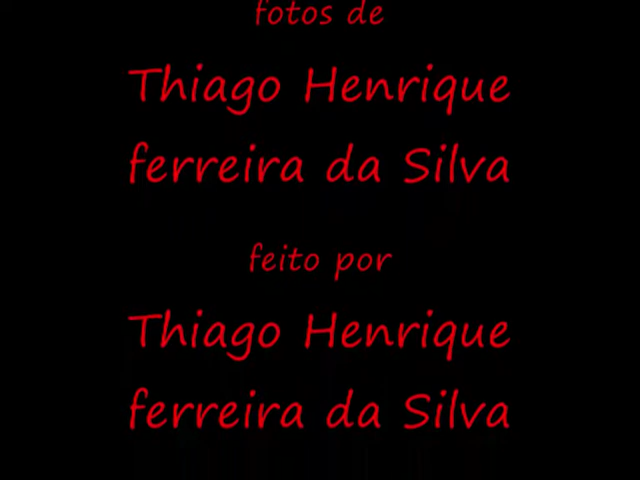 fotos de
Thiago Henrique
ferreira da Silva
feito por
Thiago Henrique
ferreira da Silva